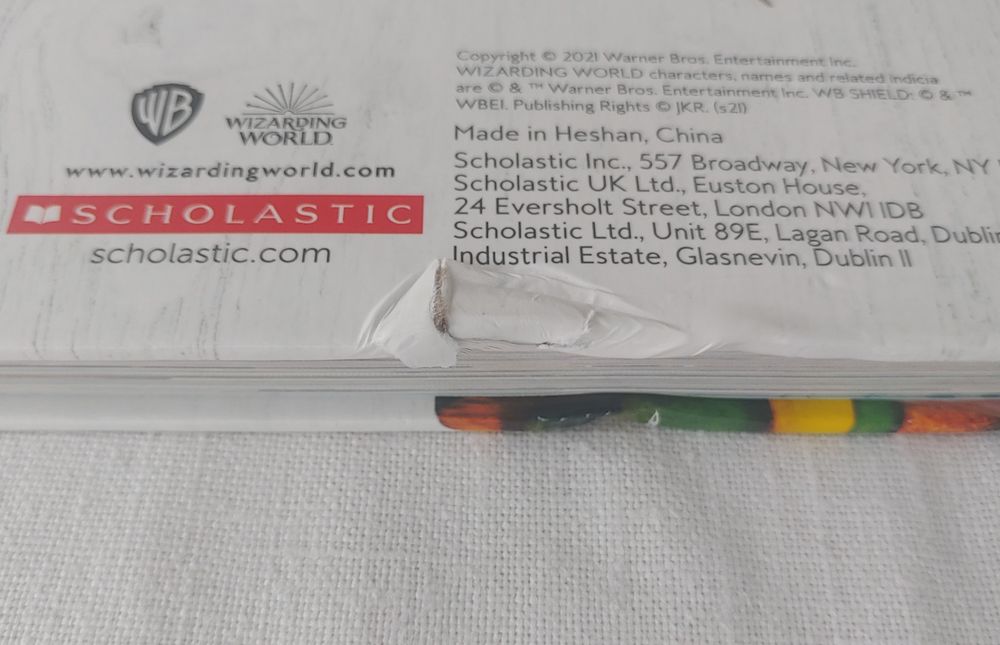 WB
WIZARDING
WORLD
www.wizardingworld.com
SCHOLASTIC
scholastic.com
Copyright © 2021 Warner Bros. Entertainment Inc.
WIZARDING WORLD characters, names and related indicia
are © & ™ Warner Bros. Entertainment Inc. WB SHIELD: © & ™
WBEI. Publishing Rights © JKR. (s21)
Made in Heshan, China
Scholastic Inc., 557 Broadway, New York, NY
Scholastic UK Ltd., Euston House,
24 Eversholt Street, London NW1 1DB
Scholastic Ltd., Unit 89E, Lagan Road, Dublin
Industrial Estate, Glasnevin, Dublin 11